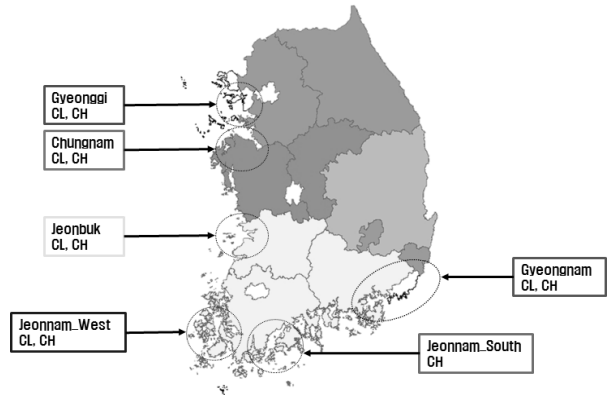 Gyeonggi
CL, CH
Chungnam
CL, CH
Jeonbuk
CL, CH
Gyeongnam
CL, CH
Jeonnam_West
CL, CH
Jeonnam_South
CH